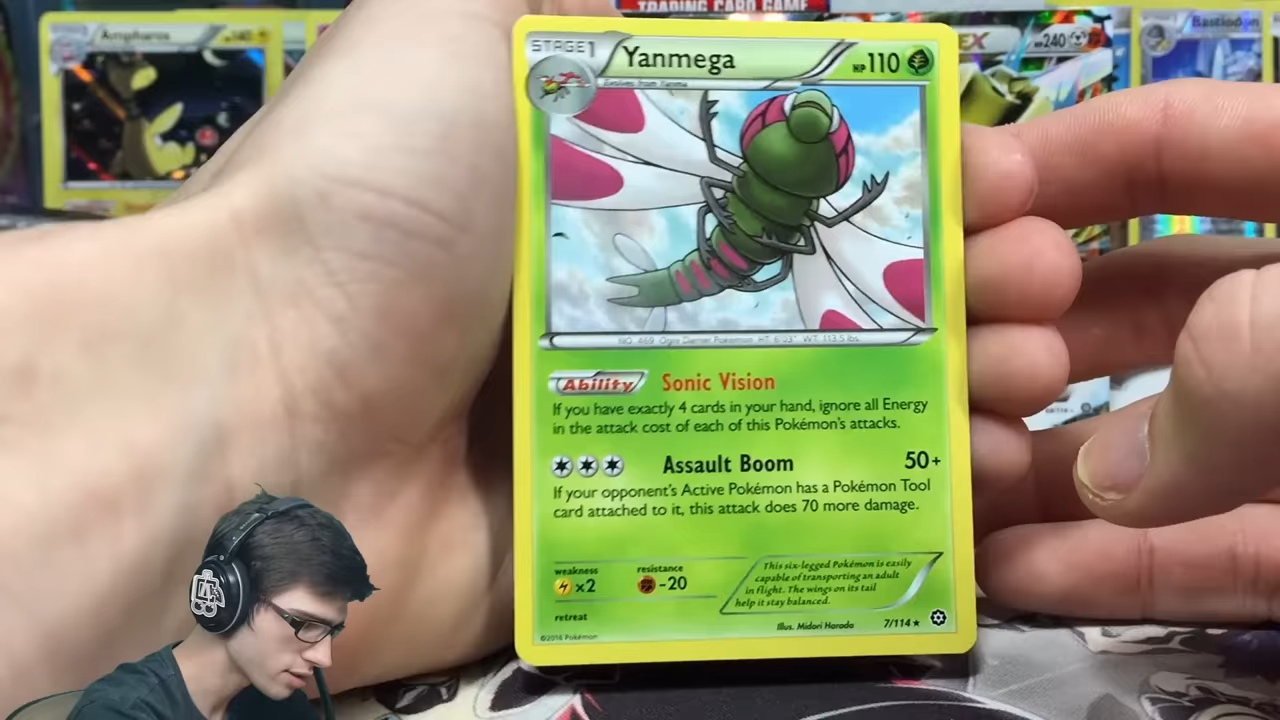 TRADING CARD GAME
Ampharos
EX
HP240
Bastiodon
STAGE 1
Yanmega
HP 110
Evolves from Yanma
NO. 469 Ogre Darner Pokémon HT: 6'03" WT: 113.5 lbs.
Ability Sonic Vision
If you have exactly 4 cards in your hand, ignore all Energy
in the attack cost of each of this Pokémon's attacks.
Assault Boom 50+
If your opponent's Active Pokémon has a Pokémon Tool
card attached to it, this attack does 70 more damage.
weakness
×2
resistance
-20
retreat
This six-legged Pokémon is easily
capable of transporting an adult
in flight. The wings on its tail
help it stay balanced.
Illus. Midori Harada
7/114
©2016 Pokémon